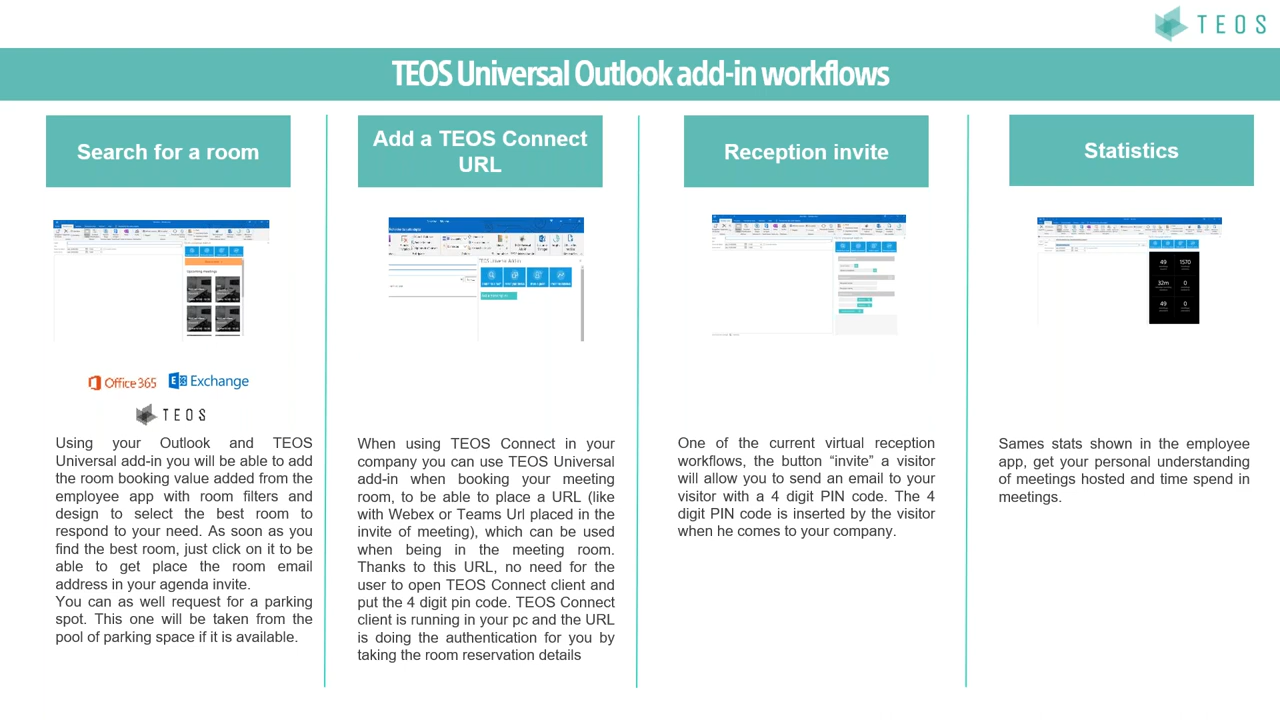 TEOS
TEOS Universal Outlook add-in workflows
Search for a room
Office 365
Exchange
TEOS
Using your Outlook and TEOS
Universal add-in you will be able to add
the room booking value added from the
employee app with room filters and
design to select the best room to
respond to your need. As soon as you
find the best room, just click on it to be
able to get place the room email
address in your agenda invite.
You can as well request for a parking
spot. This one will be taken from the
pool of parking space if it is available.
Add a TEOS Connect
URL
TEOS Universal Add-in
When using TEOS Connect in your
company you can use TEOS Universal
add-in when booking your meeting
room, to be able to place a URL (like
with Webex or Teams Url placed in the
invite of meeting), which can be used
when being in the meeting room.
Thanks to this URL, no need for the
user to open TEOS Connect client and
put the 4 digit pin code. TEOS Connect
client is running in your pc and the URL
is doing the authentication for you by
taking the room reservation details
Reception invite
One of the current virtual reception
workflows, the button “invite” a visitor
will allow you to send an email to your
visitor with a 4 digit PIN code. The 4
digit PIN code is inserted by the visitor
when he comes to your company.
Statistics
49 1570
32m 0
49 0
Sames stats shown in the employee
app, get your personal understanding
of meetings hosted and time spend in
meetings.